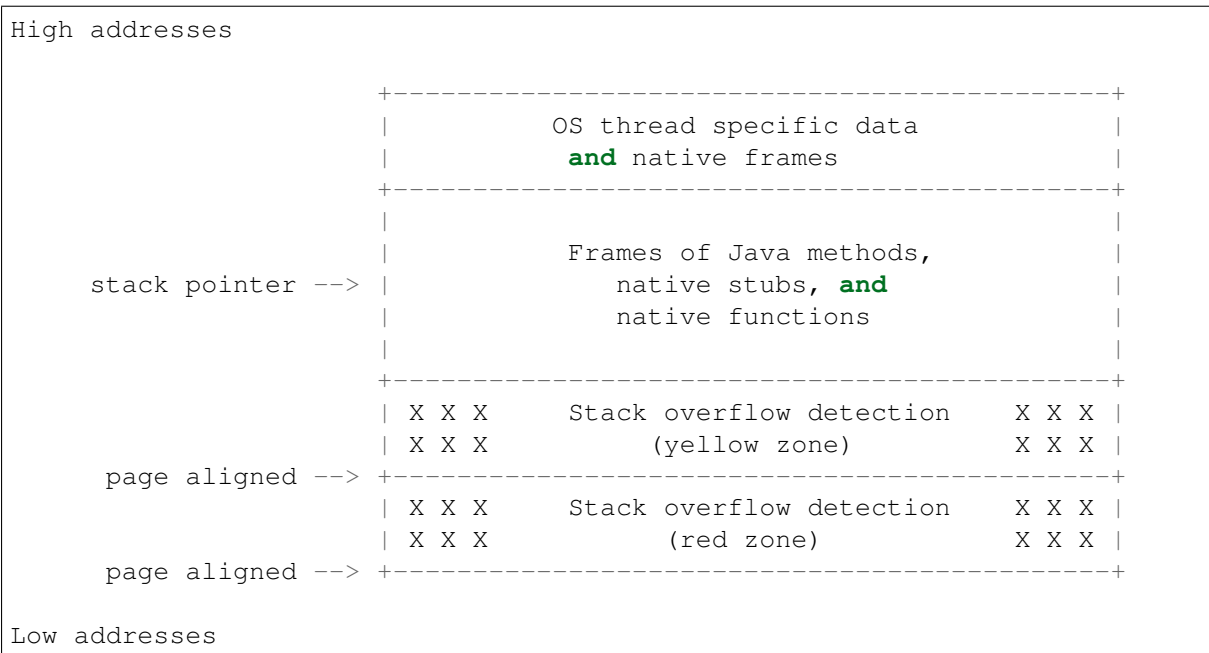 High addresses
+---------------------------------------------+
| OS thread specific data |
| and native frames |
+---------------------------------------------+
| |
| Frames of Java methods, |
stack pointer --> | native stubs, and |
| native functions |
| |
+---------------------------------------------+
| X X X Stack overflow detection X X X |
| X X X (yellow zone) X X X |
page aligned --> +---------------------------------------------+
| X X X Stack overflow detection X X X |
| X X X (red zone) X X X |
page aligned --> +---------------------------------------------+
Low addresses